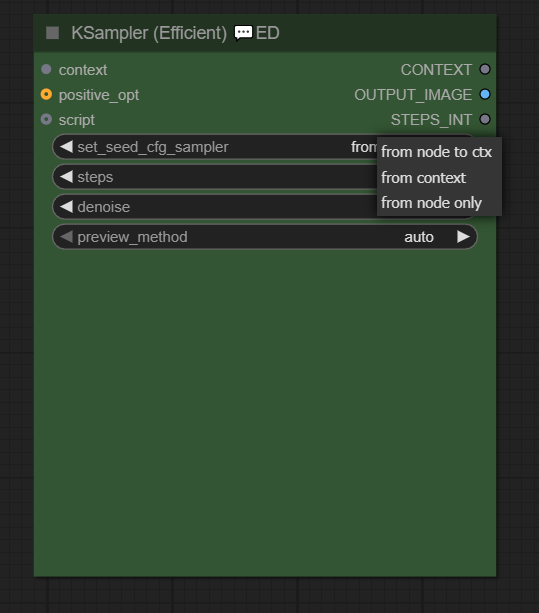 KSampler (Efficient) 💬ED
context CONTEXT
positive_opt OUTPUT_IMAGE
script STEPS_INT
set_seed_cfg_sampler from
from node to ctx
steps
from context
from node only
denoise
preview_method auto